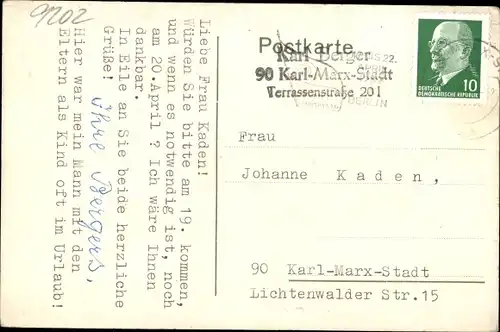 9202
Liebe Frau Kaden!
Würden Sie bitte am 19. kommen,
und wenn es notwendig ist, noch
am 20.April ? Ich wäre Ihnen
dankbar.
In Eile an Sie beide herzliche
Grüße!
Ihre Bergers,
Hier war mein Mann mit den
Eltern als Kind oft im Urlaub!
Postkarte
Karl Berger
90 Karl-Marx-Stadt
Terrassenstraße 20 I
BERLIN
10
DEUTSCHE
DEMOKRATISCHE REPUBLIK
Frau
Johanne Kaden,
90 Karl-Marx-Stadt
Lichtenwalder Str.15